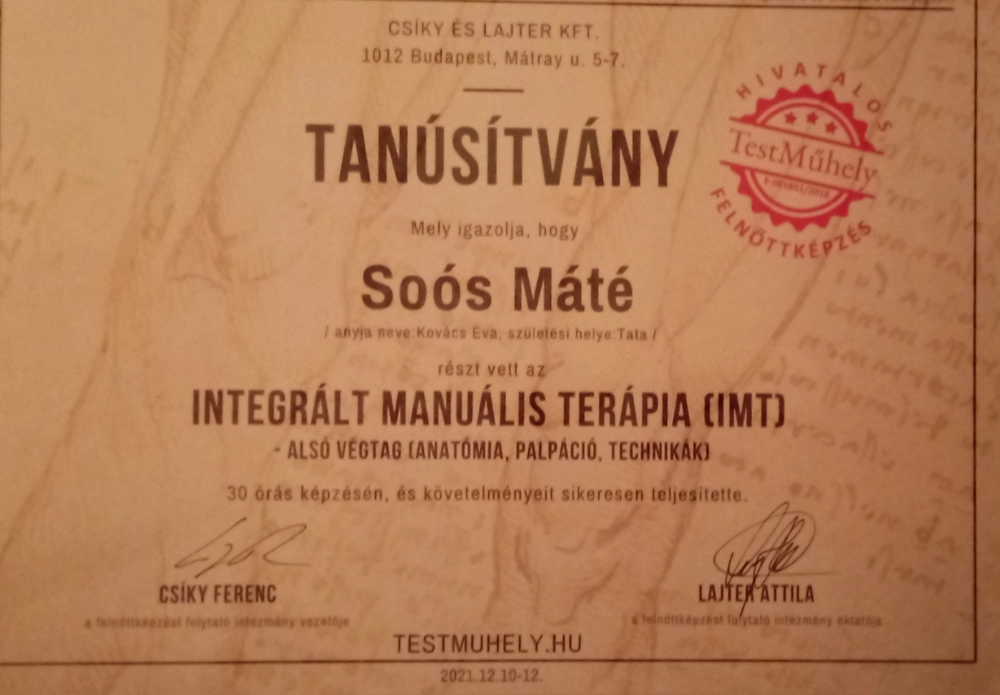 CSÍKY ÉS LAJTER KFT.
1012 Budapest, Mátray u. 5-7.
TANÚSÍTVÁNY
HIVATALOS
TestMűhely
FELNŐTTKÉPZÉS
Mely igazolja, hogy
Soós Máté
/ anyja neve:Kovács Éva, születési helye:Tata /
részt vett az
INTEGRÁLT MANUÁLIS TERÁPIA (IMT)
- ALSÓ VÉGTAG (ANATÓMIA, PALPÁCIÓ, TECHNIKÁK)
30 órás képzésén, és követelményeit sikeresen teljesítette.
CSÍKY FERENC
a felnőttképzést folytató intézmény vezetője
LAJTER ATTILA
a felnőttképzést folytató intézmény oktatója
TESTMUHELY.HU
2021.12.10-12.